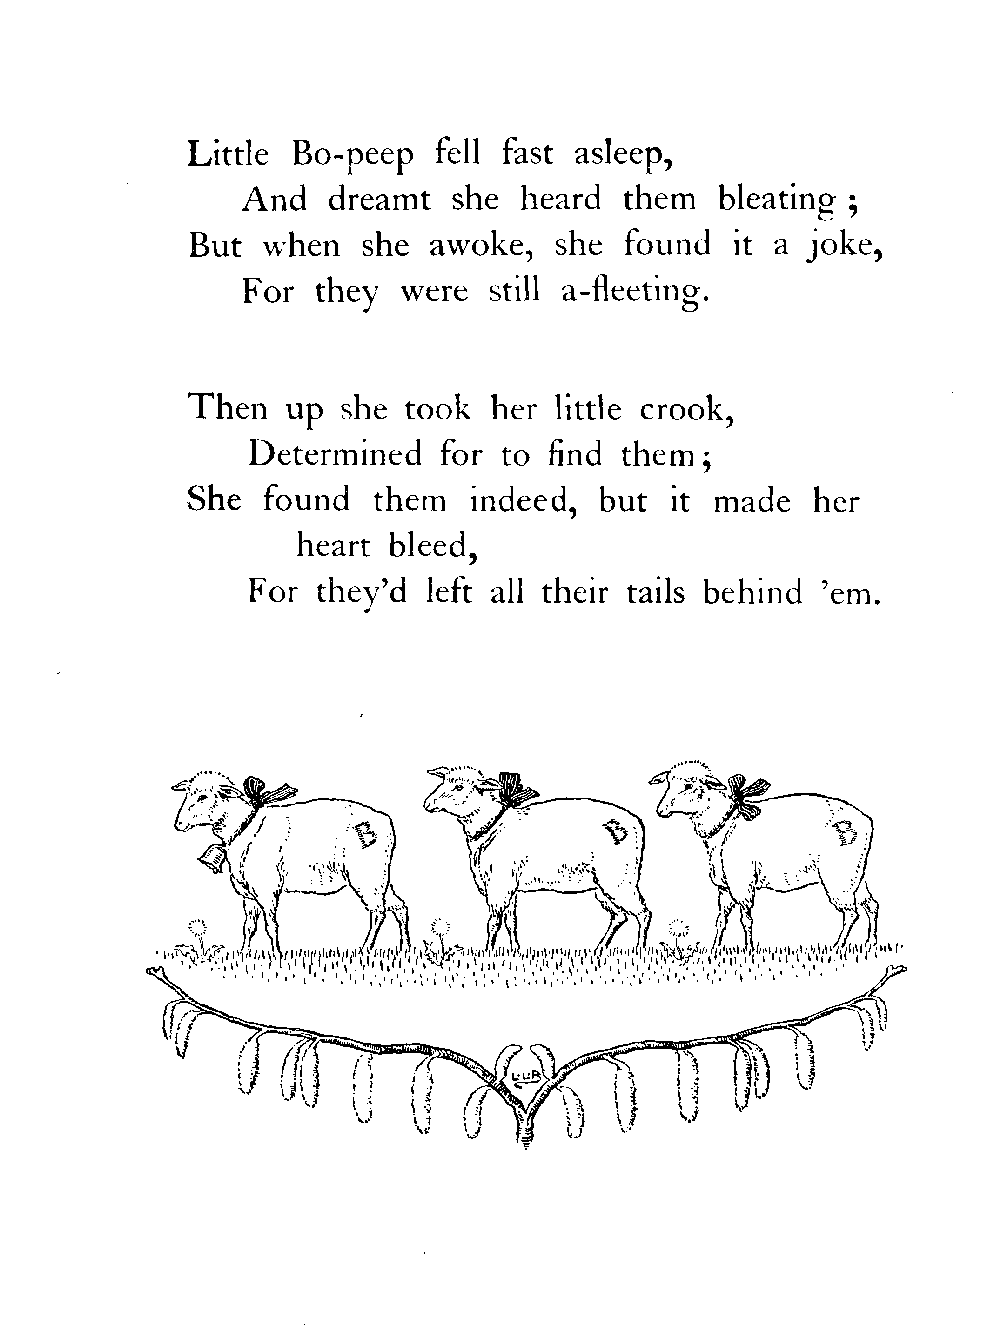 Little Bo-peep fell fast asleep,
And dreamt she heard them bleating ;
But when she awoke, she found it a joke,
For they were still a-fleeting.
Then up she took her little crook,
Determined for to find them ;
She found them indeed, but it made her
heart bleed,
For they'd left all their tails behind 'em.
B
B
B